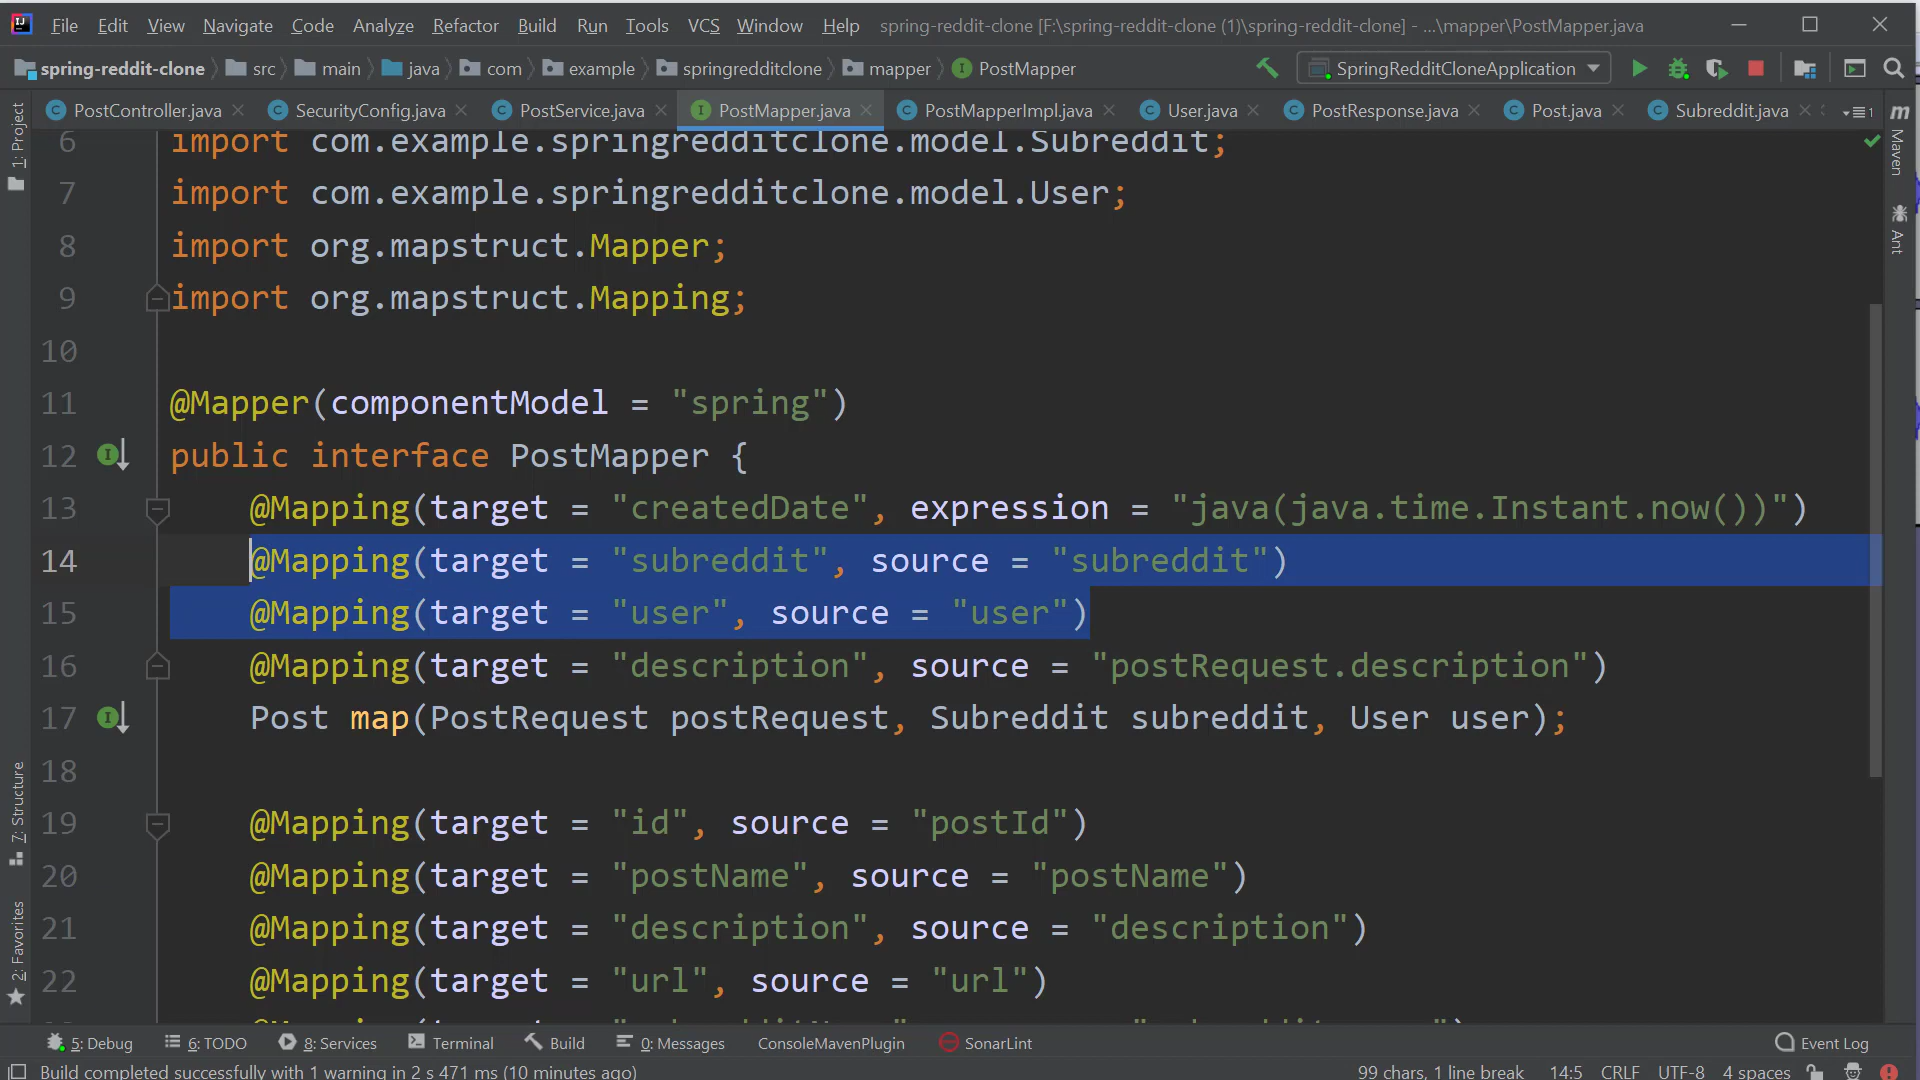 File Edit View Navigate Code Analyze Refactor Build Run Tools VCS Window Help spring-reddit-clone [F:\spring-reddit-clone (1)\spring-reddit-clone] - ...\mapper\PostMapper.java
spring-reddit-clone src main java com example springredditclone mapper PostMapper SpringRedditCloneApplication
PostController.java SecurityConfig.java PostService.java PostMapper.java PostMapperImpl.java User.java PostResponse.java Post.java Subreddit.java 1
1: Project
7: Structure
2: Favorites
Maven
Ant
6 import com.example.springredditclone.model.Subreddit;
7 import com.example.springredditclone.model.User;
8 import org.mapstruct.Mapper;
9 import org.mapstruct.Mapping;
10
11 @Mapper(componentModel = "spring")
12 public interface PostMapper {
13 @Mapping(target = "createdDate", expression = "java(java.time.Instant.now())")
14 @Mapping(target = "subreddit", source = "subreddit")
15 @Mapping(target = "user", source = "user")
16 @Mapping(target = "description", source = "postRequest.description")
17 Post map(PostRequest postRequest, Subreddit subreddit, User user);
18
19 @Mapping(target = "id", source = "postId")
20 @Mapping(target = "postName", source = "postName")
21 @Mapping(target = "description", source = "description")
22 @Mapping(target = "url", source = "url")
5: Debug 6: TODO 8: Services Terminal Build 0: Messages ConsoleMavenPlugin SonarLint Event Log
Build completed successfully with 1 warning in 2 s 471 ms (10 minutes ago) 99 chars, 1 line break 14:5 CRLF UTF-8 4 spaces